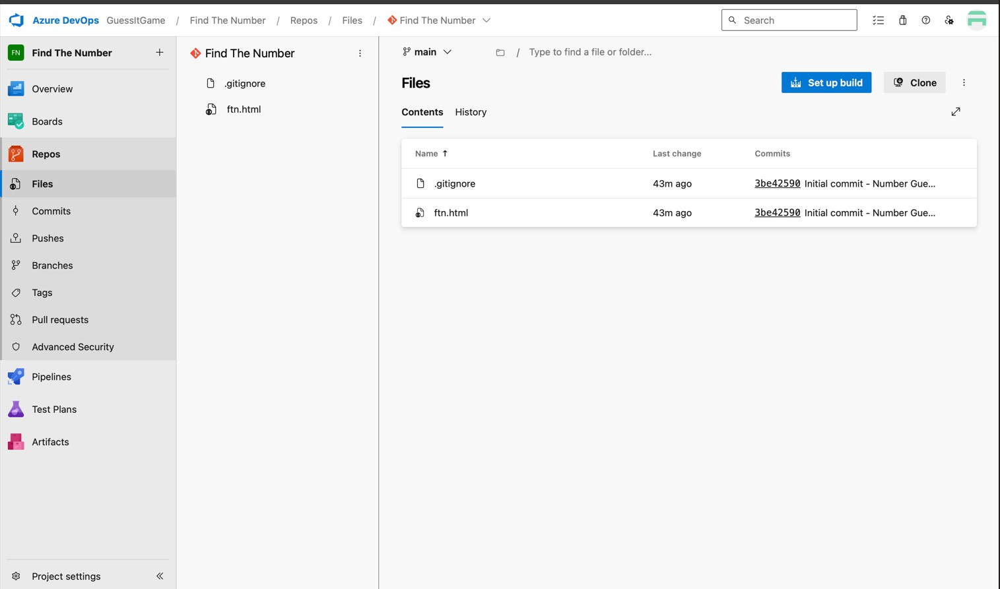 Azure DevOps GuessItGame / Find The Number / Repos / Files / Find The Number
Search
FN Find The Number
Overview
Boards
Repos
Files
Commits
Pushes
Branches
Tags
Pull requests
Advanced Security
Pipelines
Test Plans
Artifacts
Project settings
Find The Number
.gitignore
ftn.html
main / Type to find a file or folder...
Files
Set up build
Clone
Contents History
Name Last change Commits
.gitignore 43m ago 3be42590 Initial commit - Number Gue...
ftn.html 43m ago 3be42590 Initial commit - Number Gue...